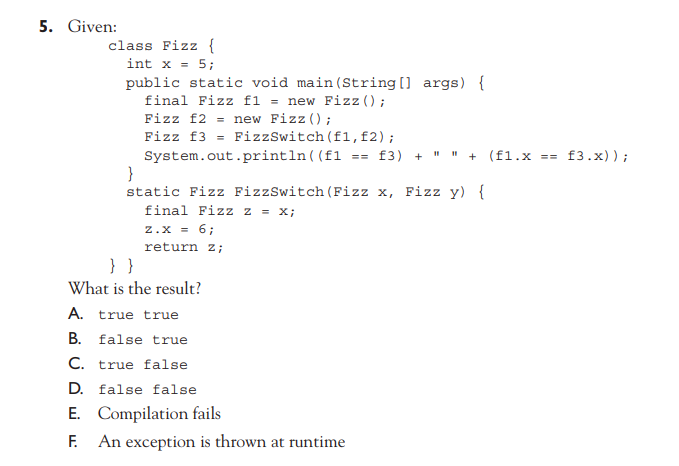 5. Given:
class Fizz {
int x = 5;
public static void main(String[] args) {
final Fizz f1 = new Fizz();
Fizz f2 = new Fizz();
Fizz f3 = FizzSwitch(f1,f2);
System.out.println((f1 == f3) + " " + (f1.x == f3.x));
}
static Fizz FizzSwitch(Fizz x, Fizz y) {
final Fizz z = x;
z.x = 6;
return z;
} }
What is the result?
A. true true
B. false true
C. true false
D. false false
E. Compilation fails
F. An exception is thrown at runtime